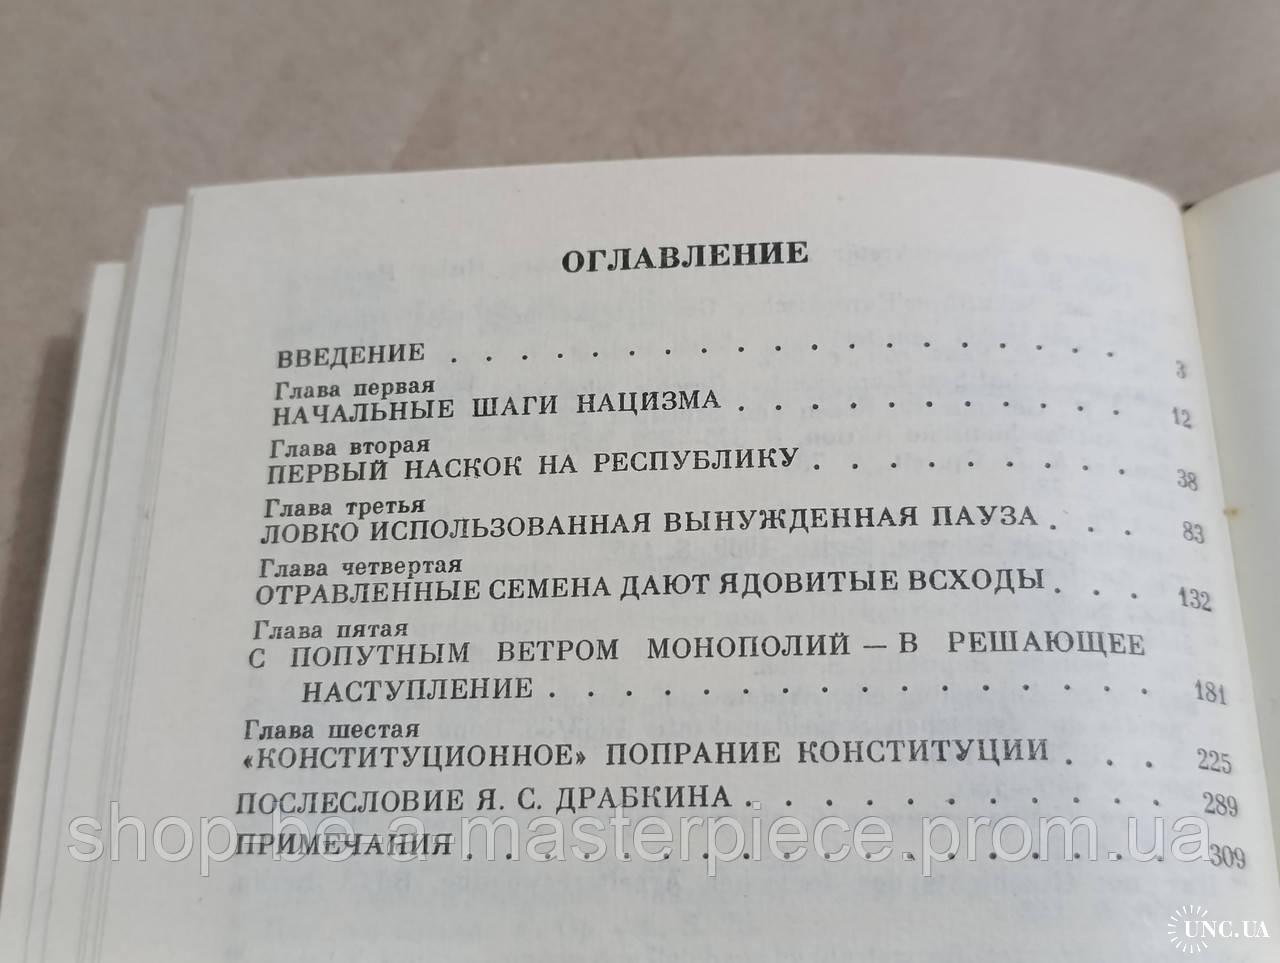 ОГЛАВЛЕНИЕ
ВВЕДЕНИЕ . . . . . . . . . . . . . . . . . . . . 3
Глава первая
НАЧАЛЬНЫЕ ШАГИ НАЦИЗМА . . . . . . . . . . . . 12
Глава вторая
ПЕРВЫЙ НАСКОК НА РЕСПУБЛИКУ . . . . . . . . . 38
Глава третья
ЛОВКО ИСПОЛЬЗОВАННАЯ ВЫНУЖДЕННАЯ ПАУЗА . . . 83
Глава четвертая
ОТРАВЛЕННЫЕ СЕМЕНА ДАЮТ ЯДОВИТЫЕ ВСХОДЫ . . . 132
Глава пятая
С ПОПУТНЫМ ВЕТРОМ МОНОПОЛИЙ — В РЕШАЮЩЕЕ
НАСТУПЛЕНИЕ . . . . . . . . . . . . . . . . 181
Глава шестая
«КОНСТИТУЦИОННОЕ» ПОПРАНИЕ КОНСТИТУЦИИ . . . 225
ПОСЛЕСЛОВИЕ Я. С. ДРАБКИНА . . . . . . . . . . . 289
ПРИМЕЧАНИЯ . . . . . . . . . . . . . . . . . . 309
shop-be-a-masterpiece.prom.ua
UNC.UA